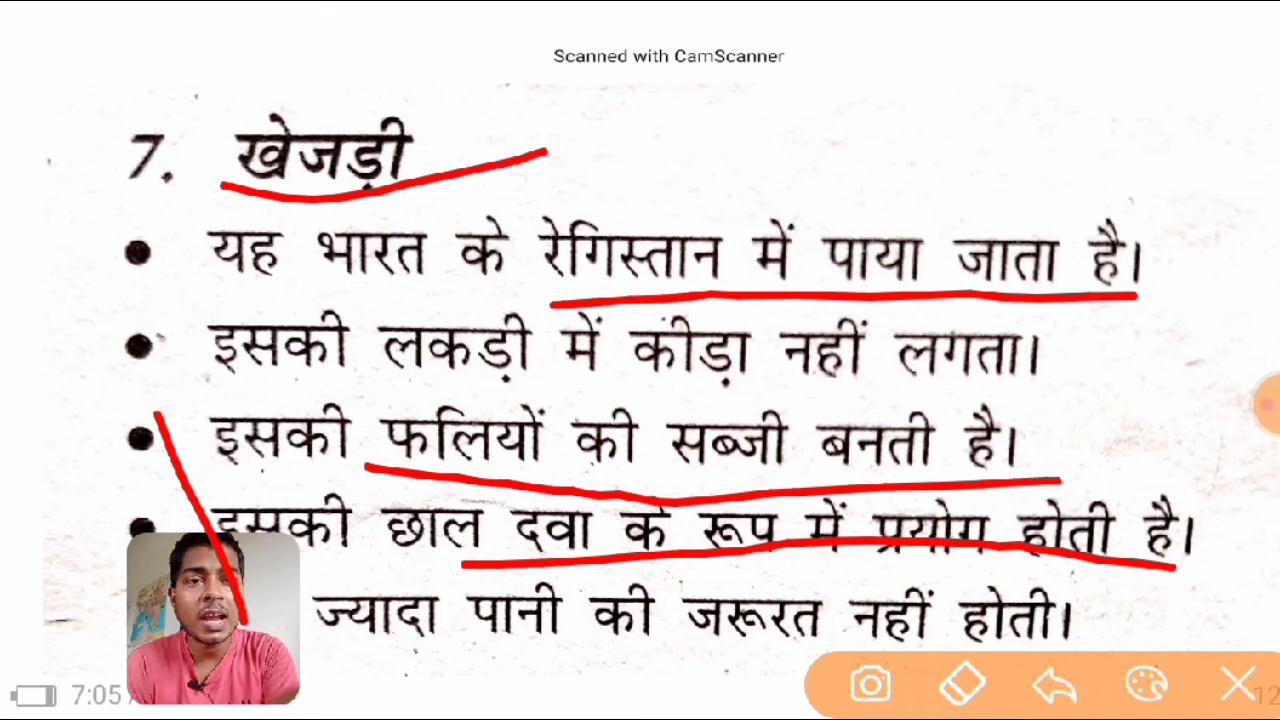 Scanned with CamScanner
7. खेजड़ी
• यह भारत के रेगिस्तान में पाया जाता है।
• इसकी लकड़ी में कीड़ा नहीं लगता।
• इसकी फलियों की सब्जी बनती है।
• इसकी छाल दवा के रूप में प्रयोग होती है।
ज्यादा पानी की जरूरत नहीं होती।
7:05
12